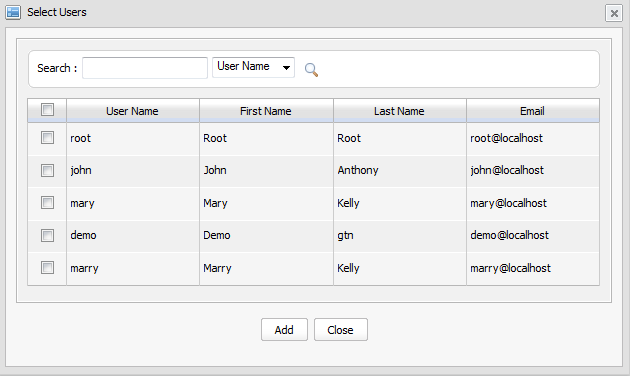 Select Users
Search : User Name
User Name First Name Last Name Email
root Root Root root@localhost
john John Anthony john@localhost
mary Mary Kelly mary@localhost
demo Demo gtn demo@localhost
marry Marry Kelly marry@localhost
Add Close